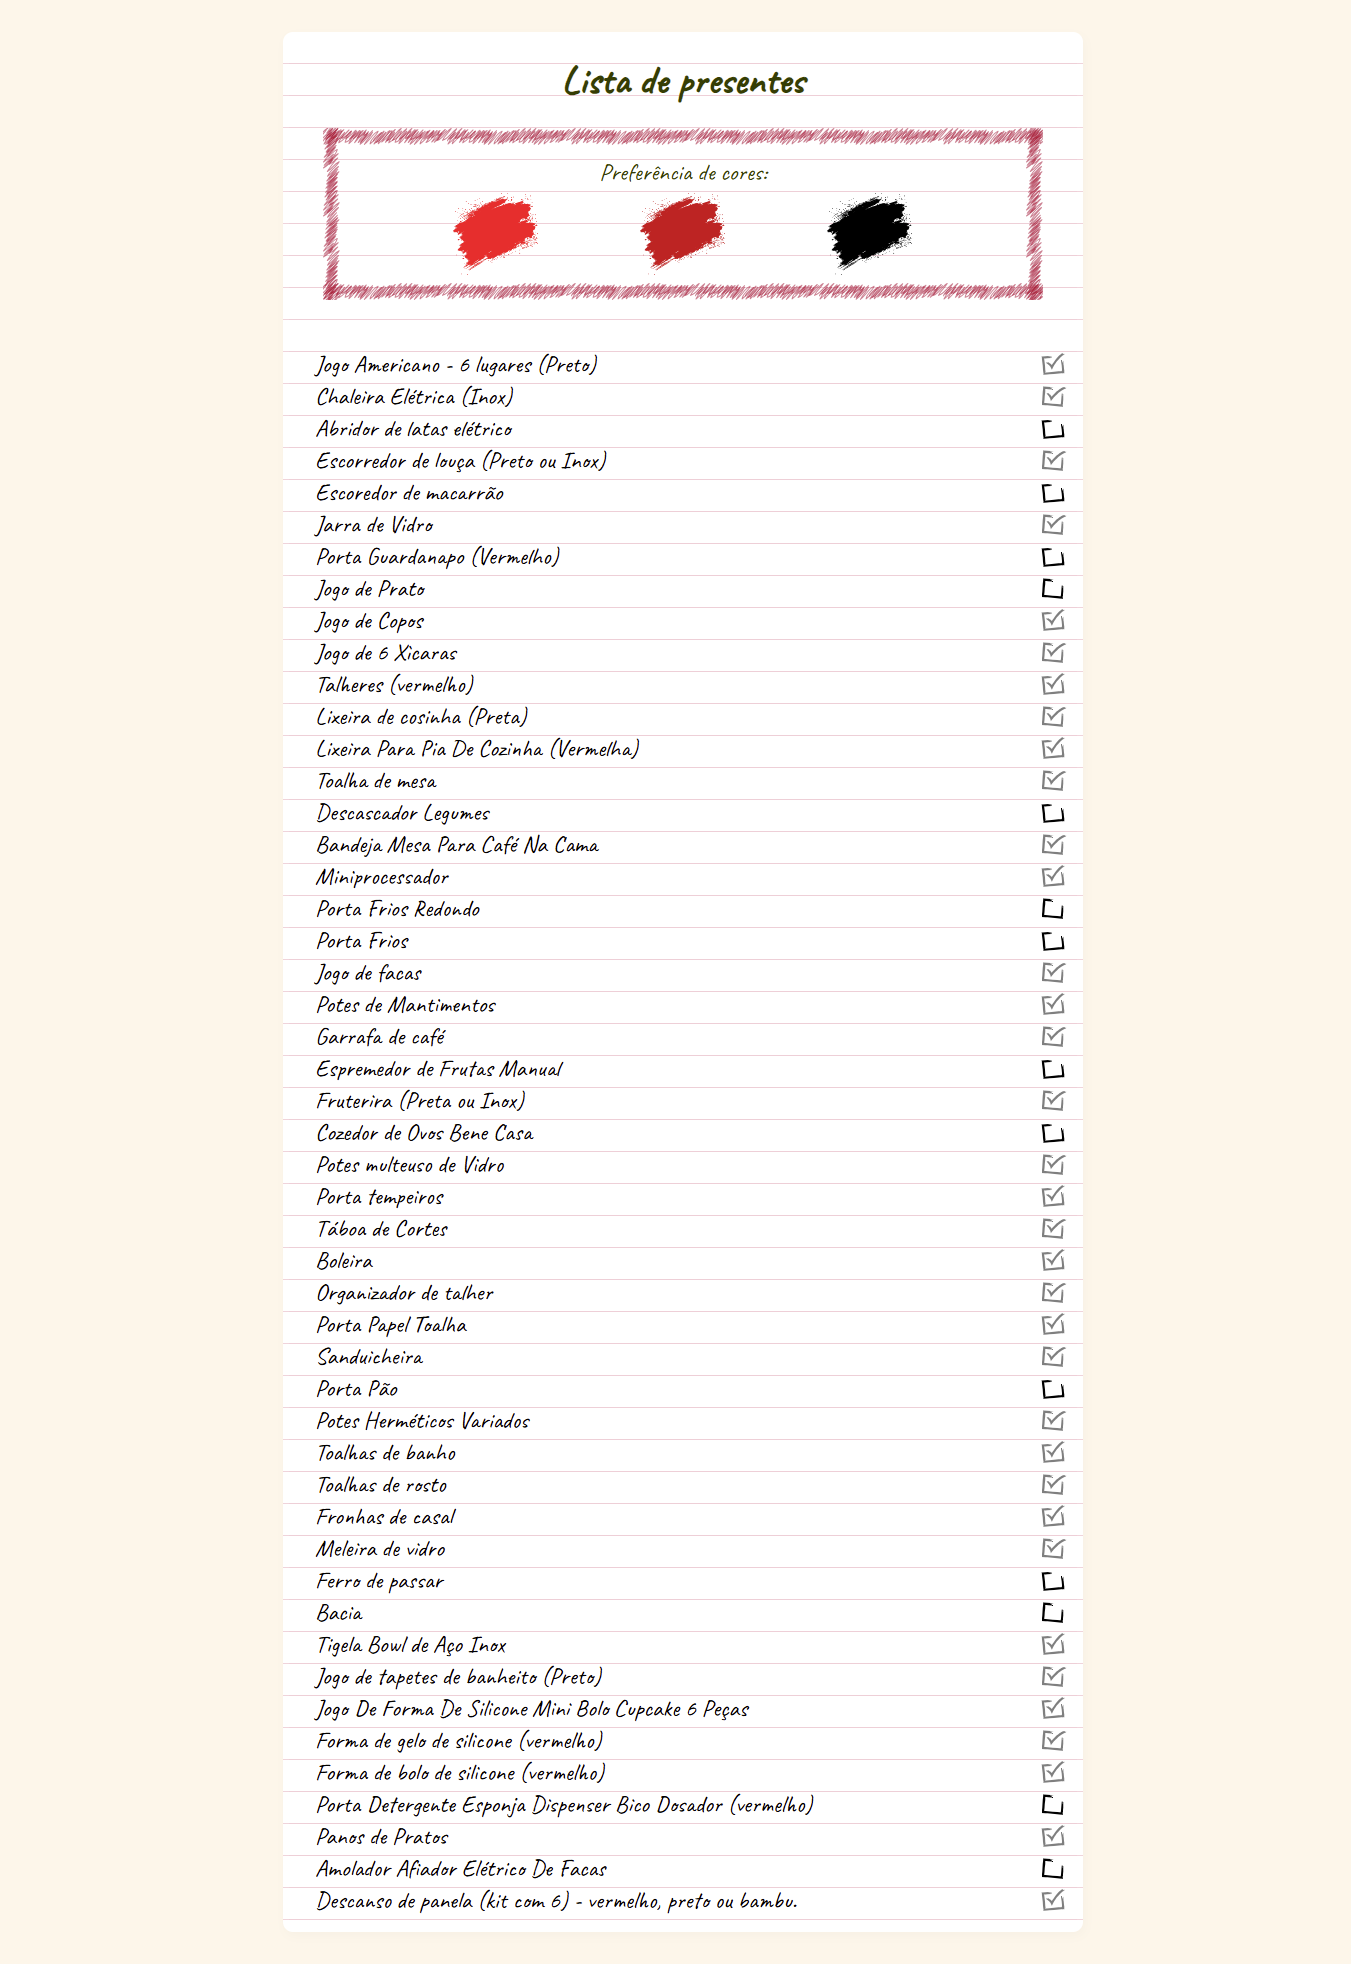 Lista de presentes
Preferência de cores:
Jogo Americano - 6 lugares (Preto)
Chaleira Elétrica (Inox)
Abridor de latas elétrico
Escorredor de louça (Preto ou Inox)
Escoredor de macarrão
Jarra de Vidro
Porta Guardanapo (Vermelho)
Jogo de Prato
Jogo de Copos
Jogo de 6 Xicaras
Talheres (vermelho)
Lixeira de cosinha (Preta)
Lixeira Para Pia De Cozinha (Vermelha)
Toalha de mesa
Descascador Legumes
Bandeja Mesa Para Café Na Cama
Miniprocessador
Porta Frios Redondo
Porta Frios
Jogo de facas
Potes de Mantimentos
Garrafa de café
Espremedor de Frutas Manual
Fruterira (Preta ou Inox)
Cozedor de Ovos Bene Casa
Potes multeuso de Vidro
Porta tempeiros
Táboa de Cortes
Boleira
Organizador de talher
Porta Papel Toalha
Sanduicheira
Porta Pão
Potes Herméticos Variados
Toalhas de banho
Toalhas de rosto
Fronhas de casal
Meleira de vidro
Ferro de passar
Bacia
Tigela Bowl de Aço Inox
Jogo de tapetes de banheito (Preto)
Jogo De Forma De Silicone Mini Bolo Cupcake 6 Peças
Forma de gelo de silicone (vermelho)
Forma de bolo de silicone (vermelho)
Porta Detergente Esponja Dispenser Bico Dosador (vermelho)
Panos de Pratos
Amolador Afiador Elétrico De Facas
Descanso de panela (kit com 6) - vermelho, preto ou bambu.